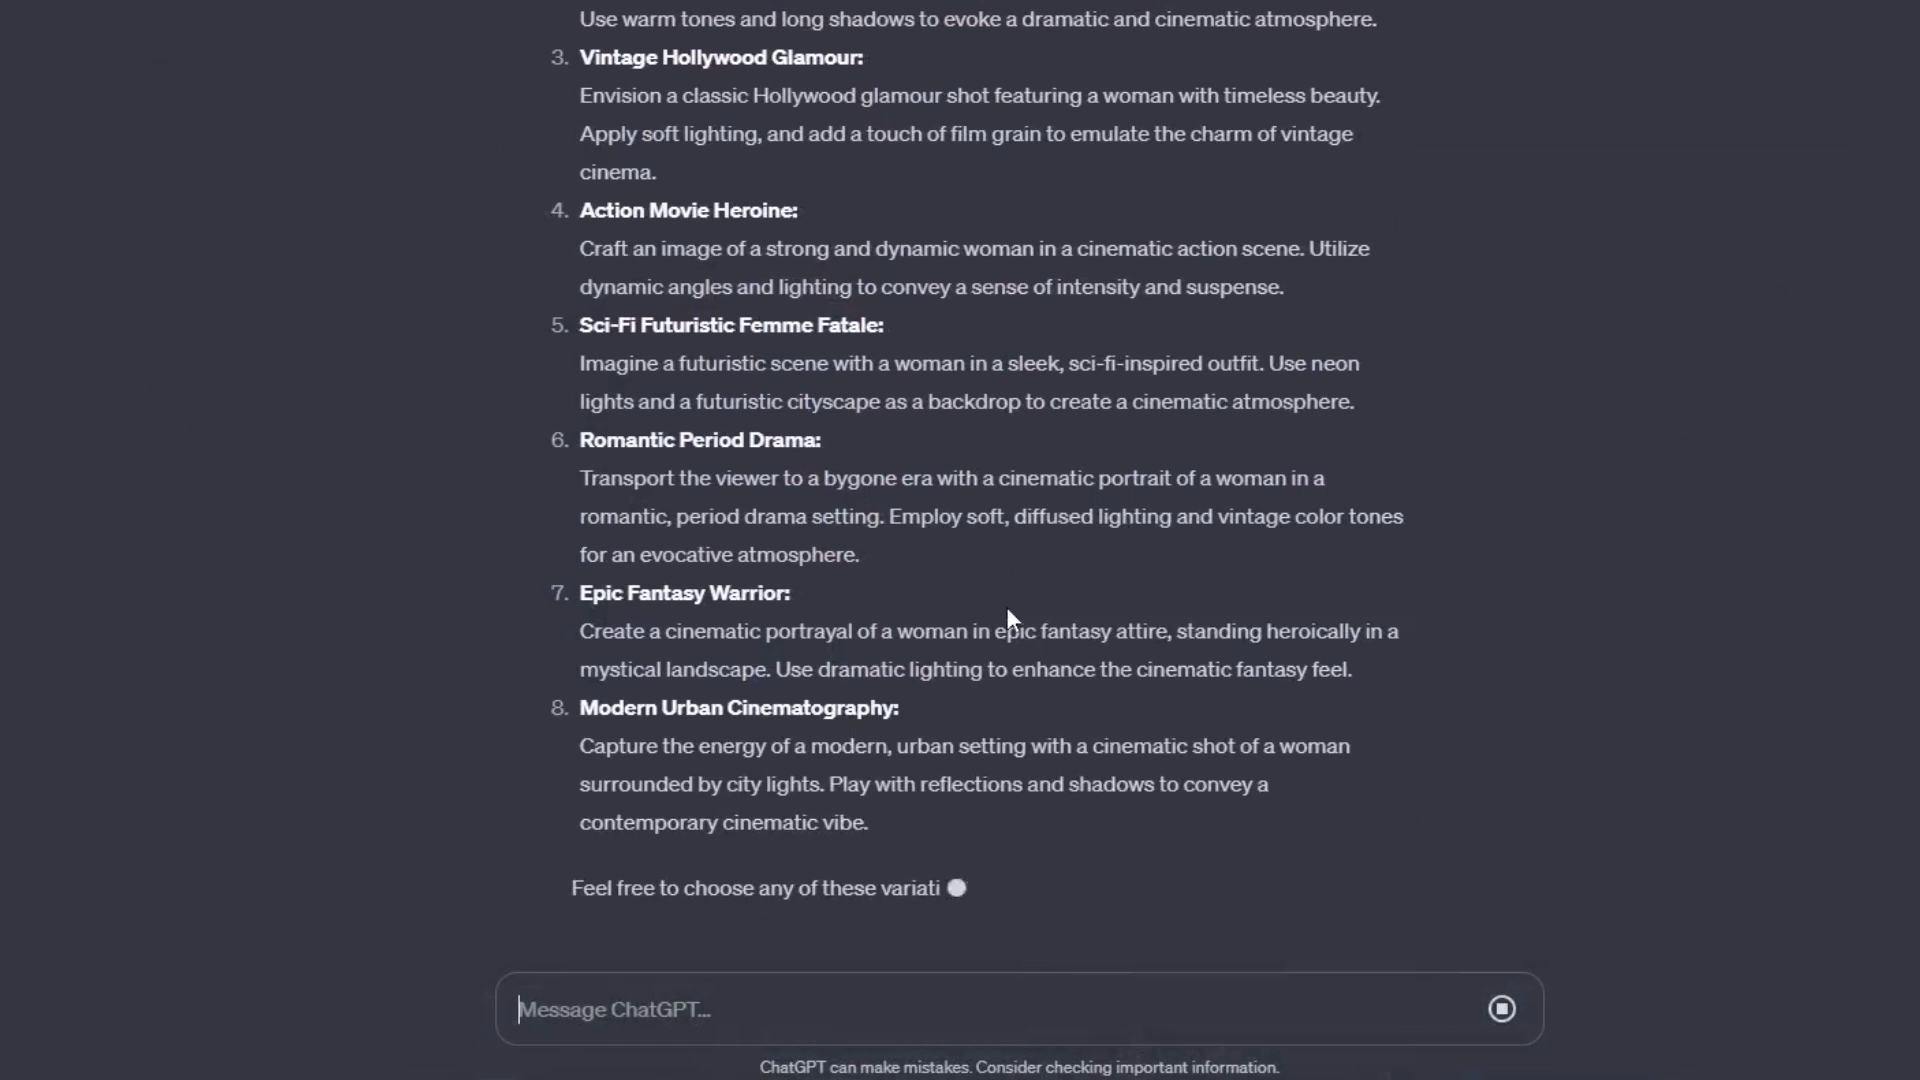 Use warm tones and long shadows to evoke a dramatic and cinematic atmosphere.
3. Vintage Hollywood Glamour:
Envision a classic Hollywood glamour shot featuring a woman with timeless beauty.
Apply soft lighting, and add a touch of film grain to emulate the charm of vintage
cinema.
4. Action Movie Heroine:
Craft an image of a strong and dynamic woman in a cinematic action scene. Utilize
dynamic angles and lighting to convey a sense of intensity and suspense.
5. Sci-Fi Futuristic Femme Fatale:
Imagine a futuristic scene with a woman in a sleek, sci-fi-inspired outfit. Use neon
lights and a futuristic cityscape as a backdrop to create a cinematic atmosphere.
6. Romantic Period Drama:
Transport the viewer to a bygone era with a cinematic portrait of a woman in a
romantic, period drama setting. Employ soft, diffused lighting and vintage color tones
for an evocative atmosphere.
7. Epic Fantasy Warrior:
Create a cinematic portrayal of a woman in epic fantasy attire, standing heroically in a
mystical landscape. Use dramatic lighting to enhance the cinematic fantasy feel.
8. Modern Urban Cinematography:
Capture the energy of a modern, urban setting with a cinematic shot of a woman
surrounded by city lights. Play with reflections and shadows to convey a
contemporary cinematic vibe.
Feel free to choose any of these variati
Message ChatGPT...
ChatGPT can make mistakes. Consider checking important information.